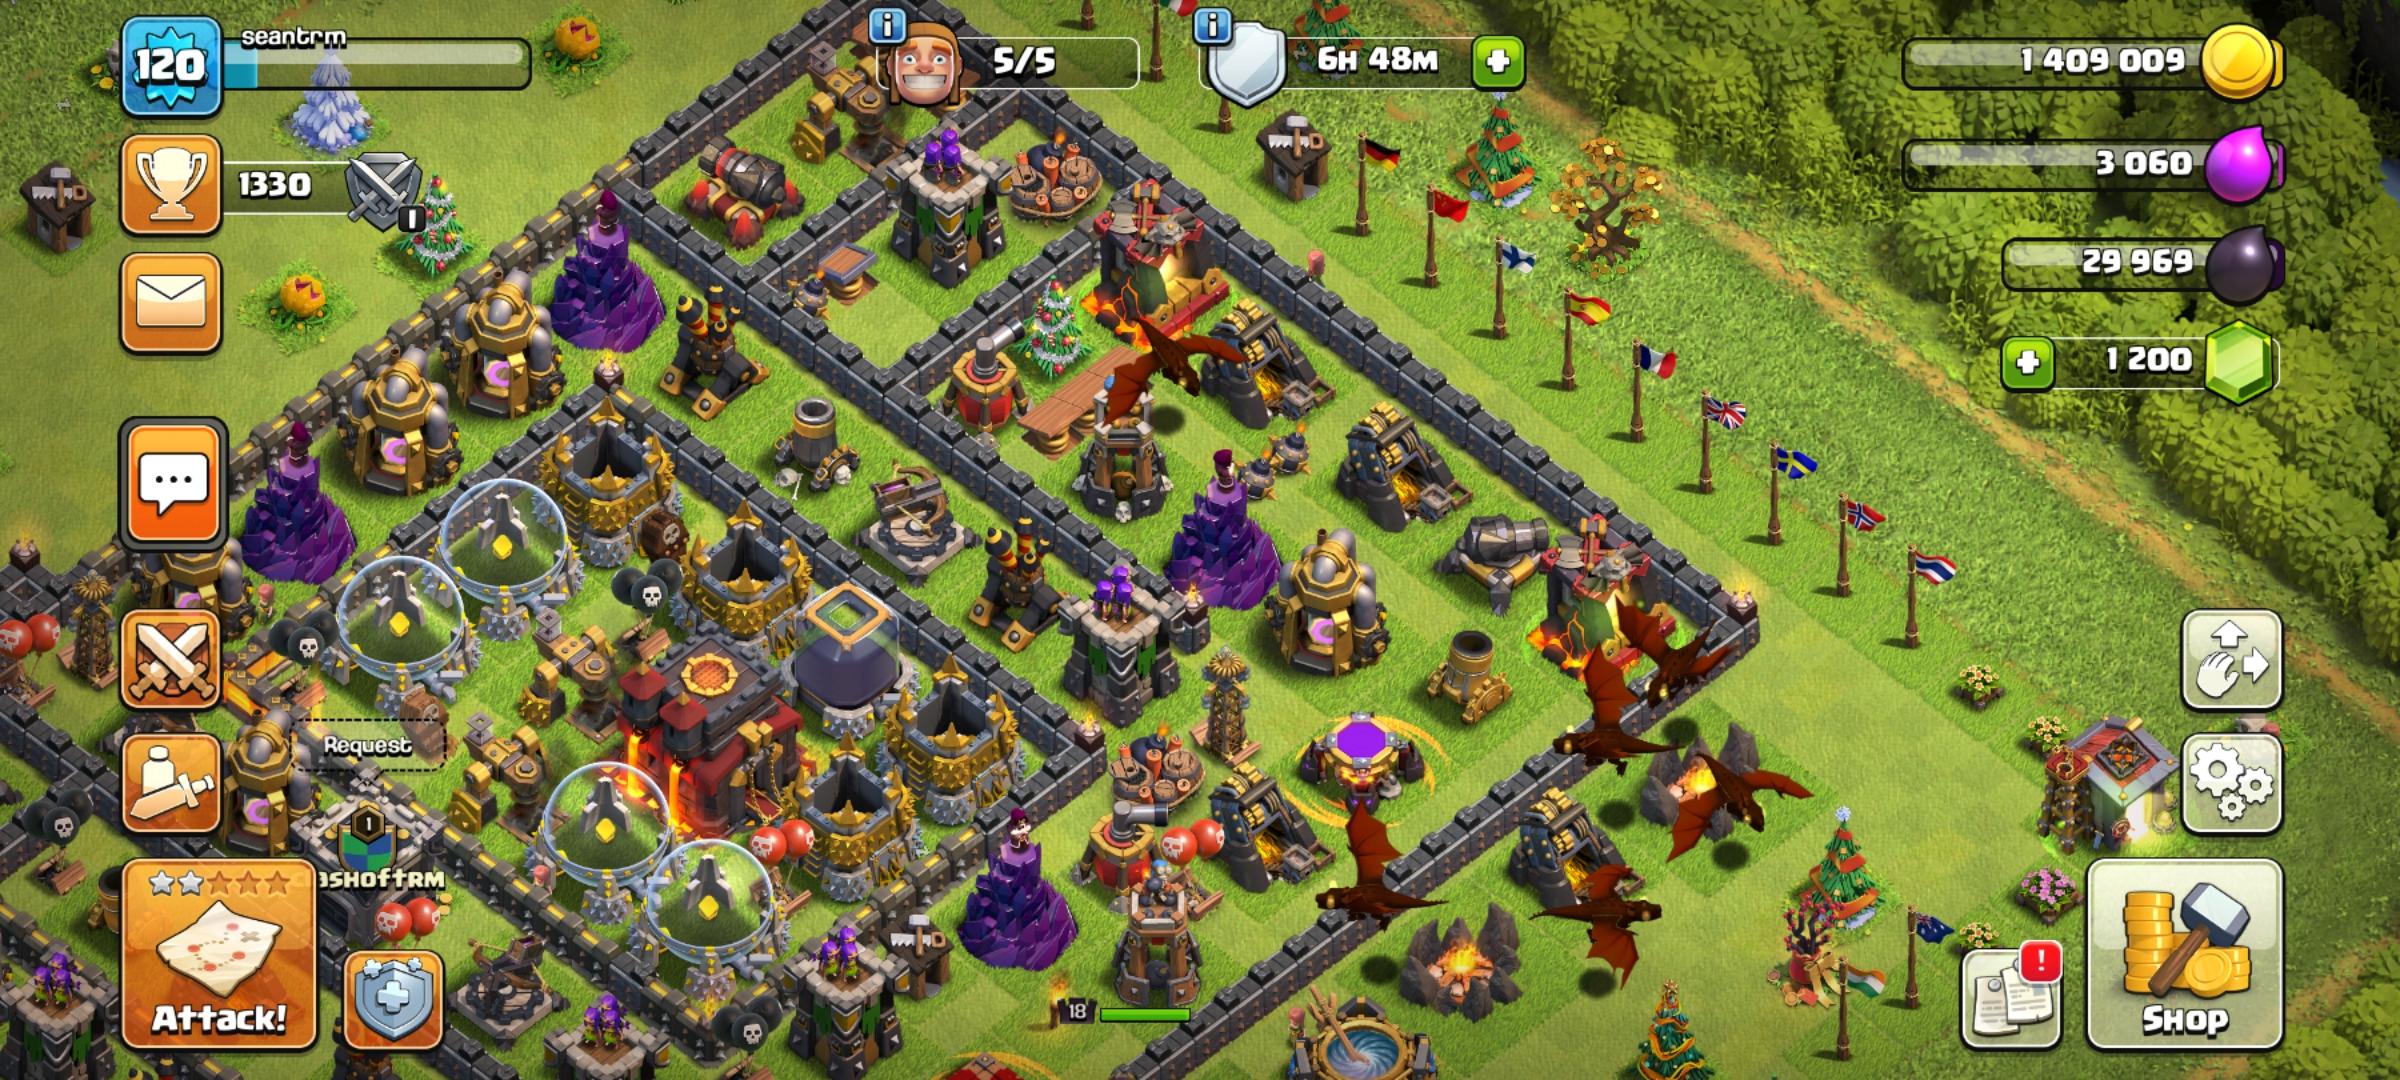 120
seantrm
5/5
6H 48M
1 409 009
1330
I
3 060
29 969
1 200
Request
1
ASHOFTRM
Attack!
18
!
Shop